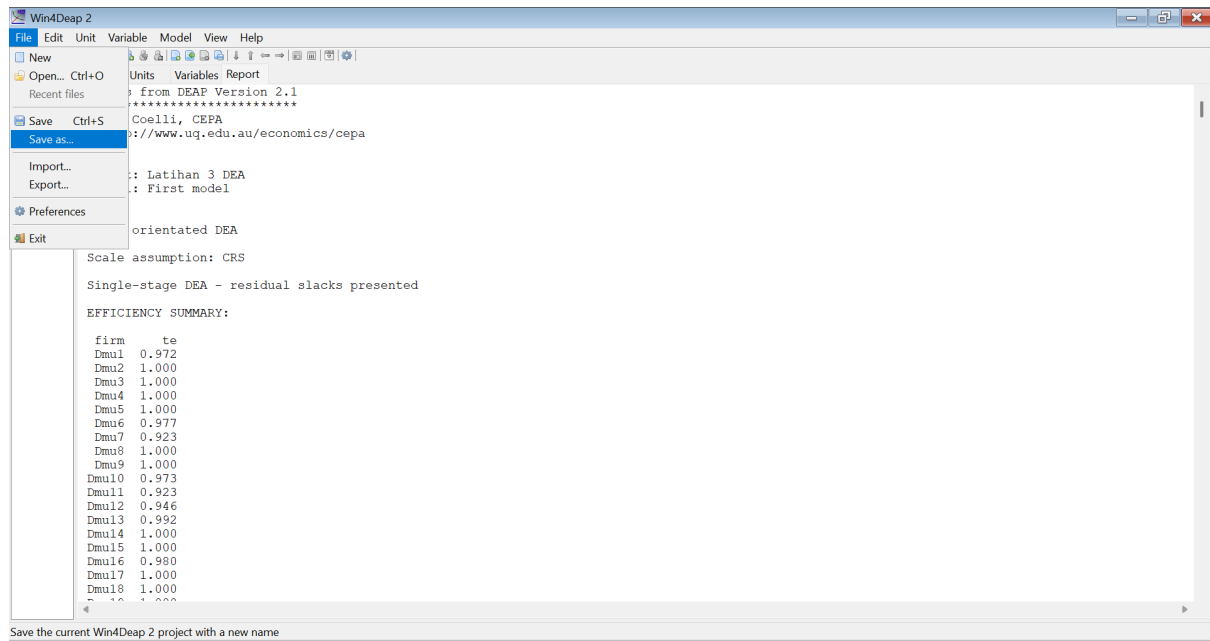 Win4Deap 2
File Edit Unit Variable Model View Help
New
Open... Ctrl+O
Recent files
Save Ctrl+S
Save as...
Import...
Export...
Preferences
Exit
Units Variables Report
from DEAP Version 2.1
***********************
Coelli, CEPA
://www.uq.edu.au/economics/cepa
: Latihan 3 DEA
: First model
orientated DEA
Scale assumption: CRS
Single-stage DEA - residual slacks presented
EFFICIENCY SUMMARY:
firm te
Dmu1 0.972
Dmu2 1.000
Dmu3 1.000
Dmu4 1.000
Dmu5 1.000
Dmu6 0.977
Dmu7 0.923
Dmu8 1.000
Dmu9 1.000
Dmu10 0.973
Dmu11 0.923
Dmu12 0.946
Dmu13 0.992
Dmu14 1.000
Dmu15 1.000
Dmu16 0.980
Dmu17 1.000
Dmu18 1.000
Save the current Win4Deap 2 project with a new name